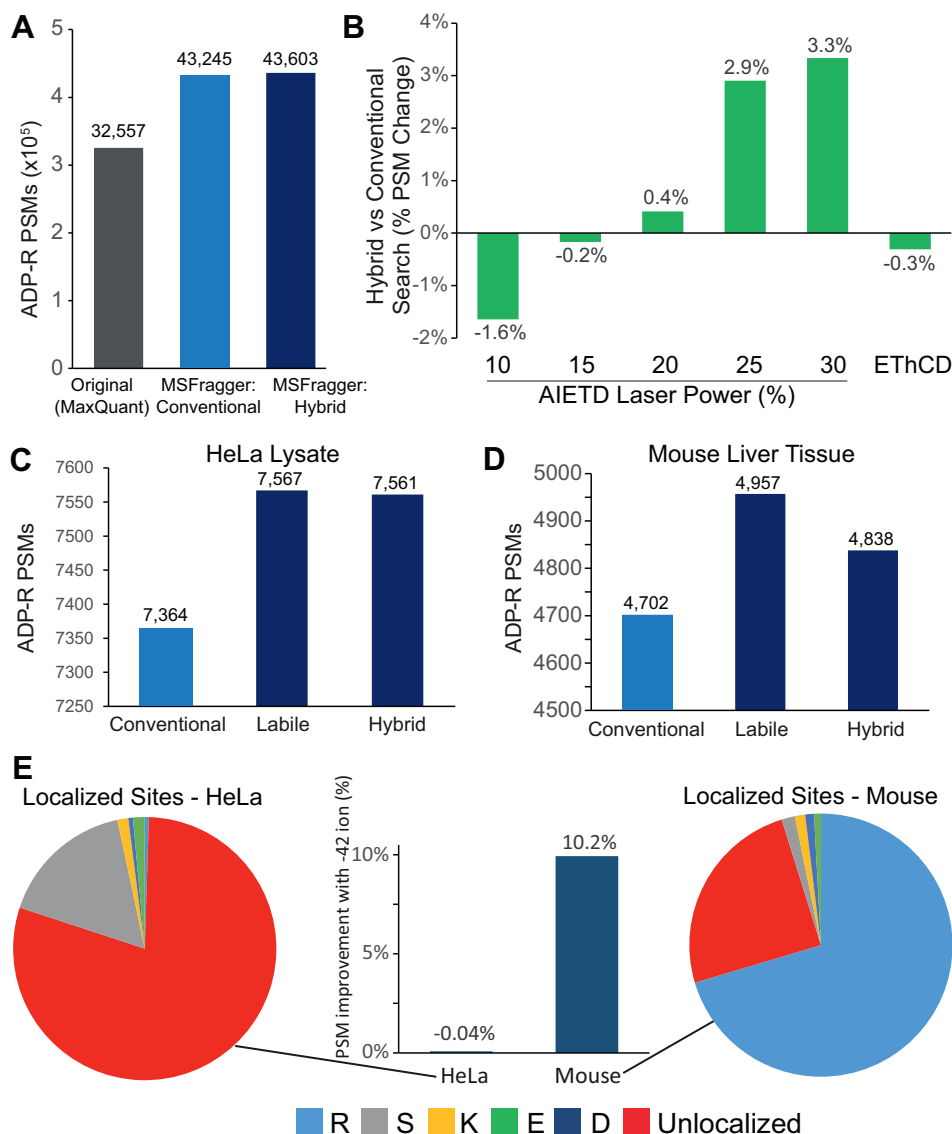 A
ADP-R PSMs (x10⁵)
5
4
3
2
1
0
32,557
43,245
43,603
Original
(MaxQuant)
MSFragger:
Conventional
MSFragger:
Hybrid
B
Hybrid vs Conventional
Search (% PSM Change)
4%
3%
2%
1%
0%
-1%
-2%
-1.6%
-0.2%
0.4%
2.9%
3.3%
-0.3%
10 15 20 25 30 EThCD
AIETD Laser Power (%)
C
HeLa Lysate
ADP-R PSMs
7600
7550
7500
7450
7400
7350
7300
7250
7,364
7,567
7,561
Conventional Labile Hybrid
D
Mouse Liver Tissue
ADP-R PSMs
5000
4900
4800
4700
4600
4500
4,702
4,957
4,838
Conventional Labile Hybrid
E
Localized Sites - HeLa
PSM improvement with -42 ion (%)
10%
5%
0%
-0.04%
10.2%
HeLa Mouse
Localized Sites - Mouse
R S K E D Unlocalized